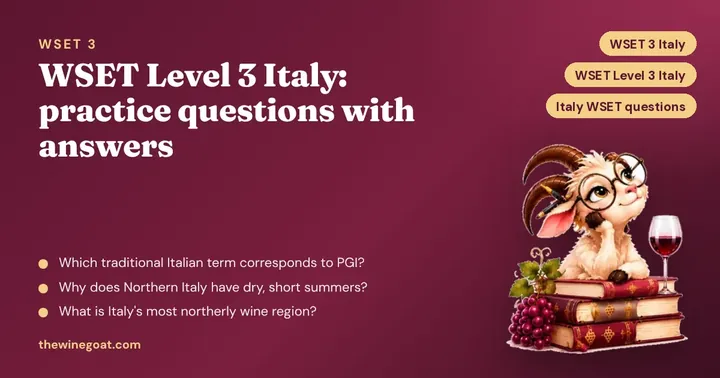 WSET 3
WSET Level 3 Italy:
practice questions with
answers
WSET 3 Italy
WSET Level 3 Italy
Italy WSET questions
Which traditional Italian term corresponds to PGI?
Why does Northern Italy have dry, short summers?
What is Italy's most northerly wine region?
thewinegoat.com